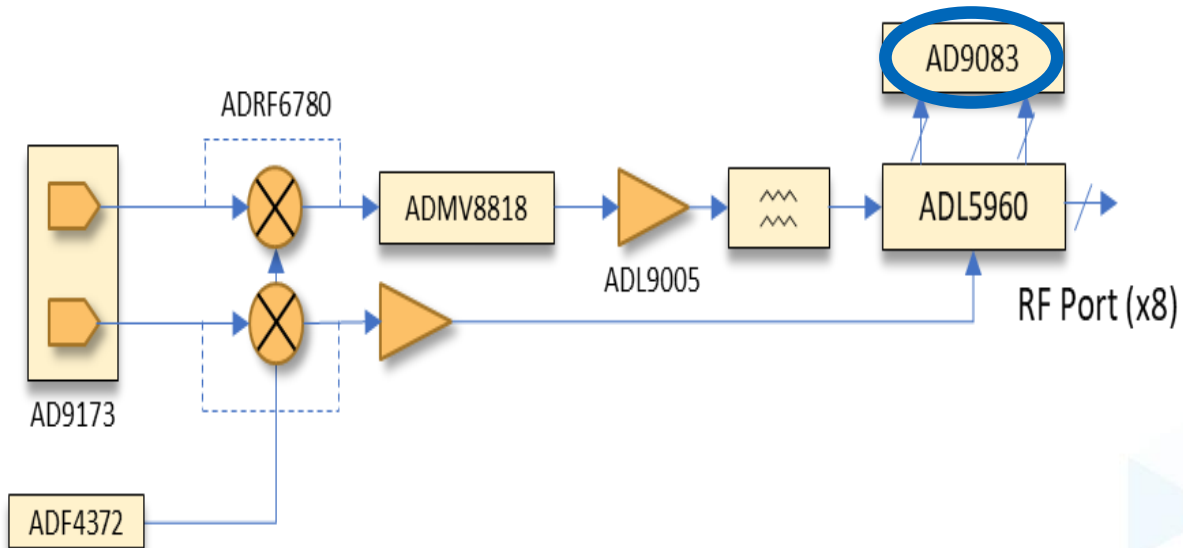 AD9083
ADRF6780
ADMV8818
ADL9005
ADL5960
RF Port (x8)
AD9173
ADF4372